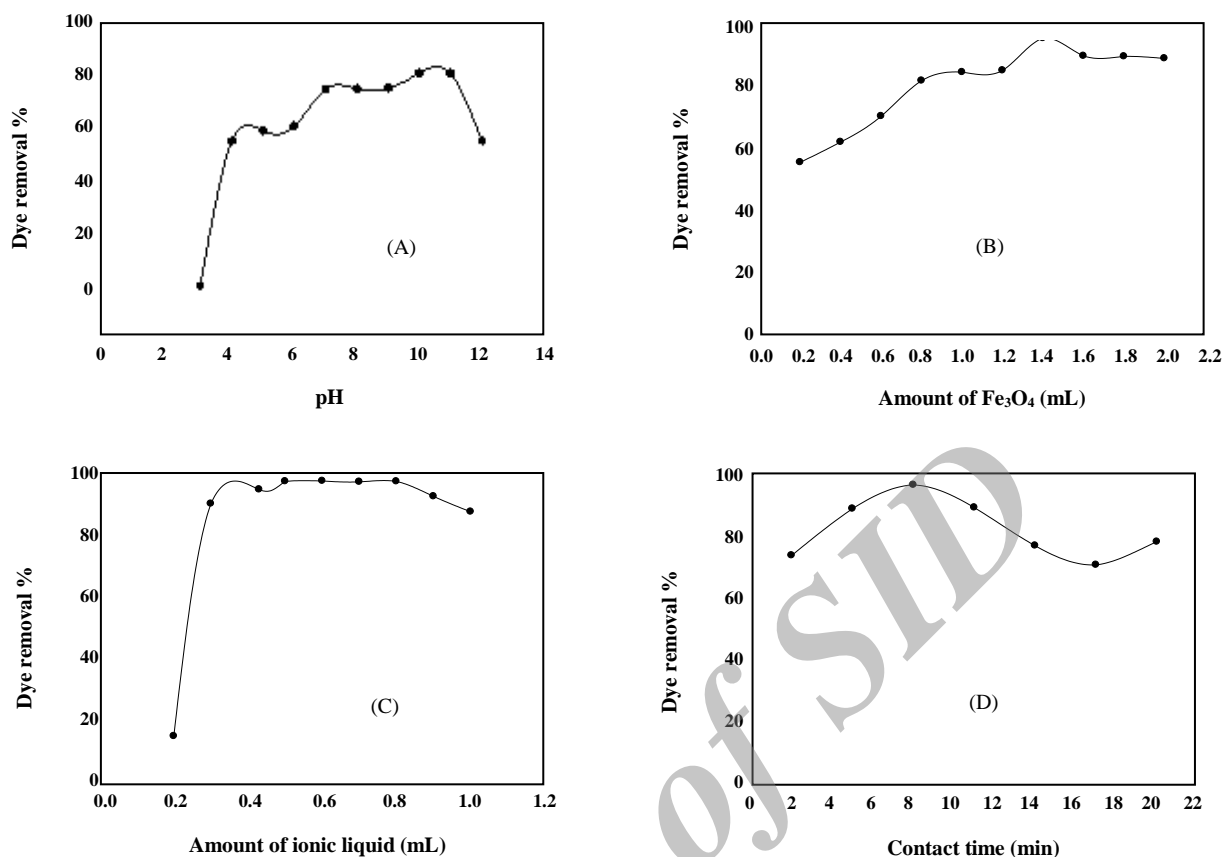 100
80
60
40
20
0
Dye removal %
(A)
0 2 4 6 8 10 12 14
pH
100
80
60
40
20
0
Dye removal %
(B)
0.0 0.2 0.4 0.6 0.8 1.0 1.2 1.4 1.6 1.8 2.0 2.2
Amount of Fe₃O₄ (mL)
100
80
60
40
20
0
Dye removal %
(C)
0.0 0.2 0.4 0.6 0.8 1.0 1.2
Amount of ionic liquid (mL)
100
80
60
40
20
0
Dye removal %
(D)
0 2 4 6 8 10 12 14 16 18 20 22
Contact time (min)
of SID